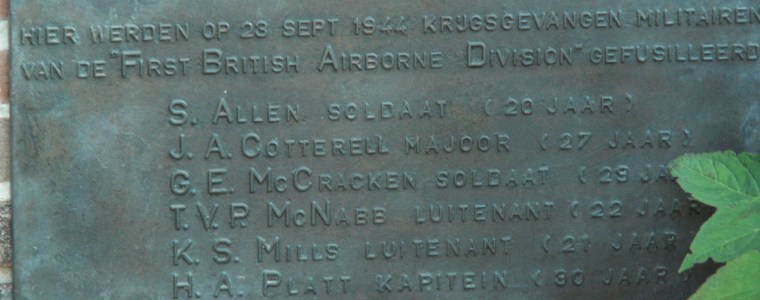 HIER WERDEN OP 23 SEPT 1944 KRIJGSGEVANGEN MILITAIREN
VAN DE "FIRST BRITISH AIRBORNE DIVISION" GEFUSILLEERD
S. ALLEN SOLDAAT (20 JAAR)
J. A. COTTERELL MAJOOR (27 JAAR)
G. E. MCCRACKEN SOLDAAT (29 JAAR
T. V. P. MCNABB LUITENANT (22 JAAR
K. S. MILLS LUITENANT (21 JAAR)
H. A. PLATT KAPITEIN (30 JAAR)